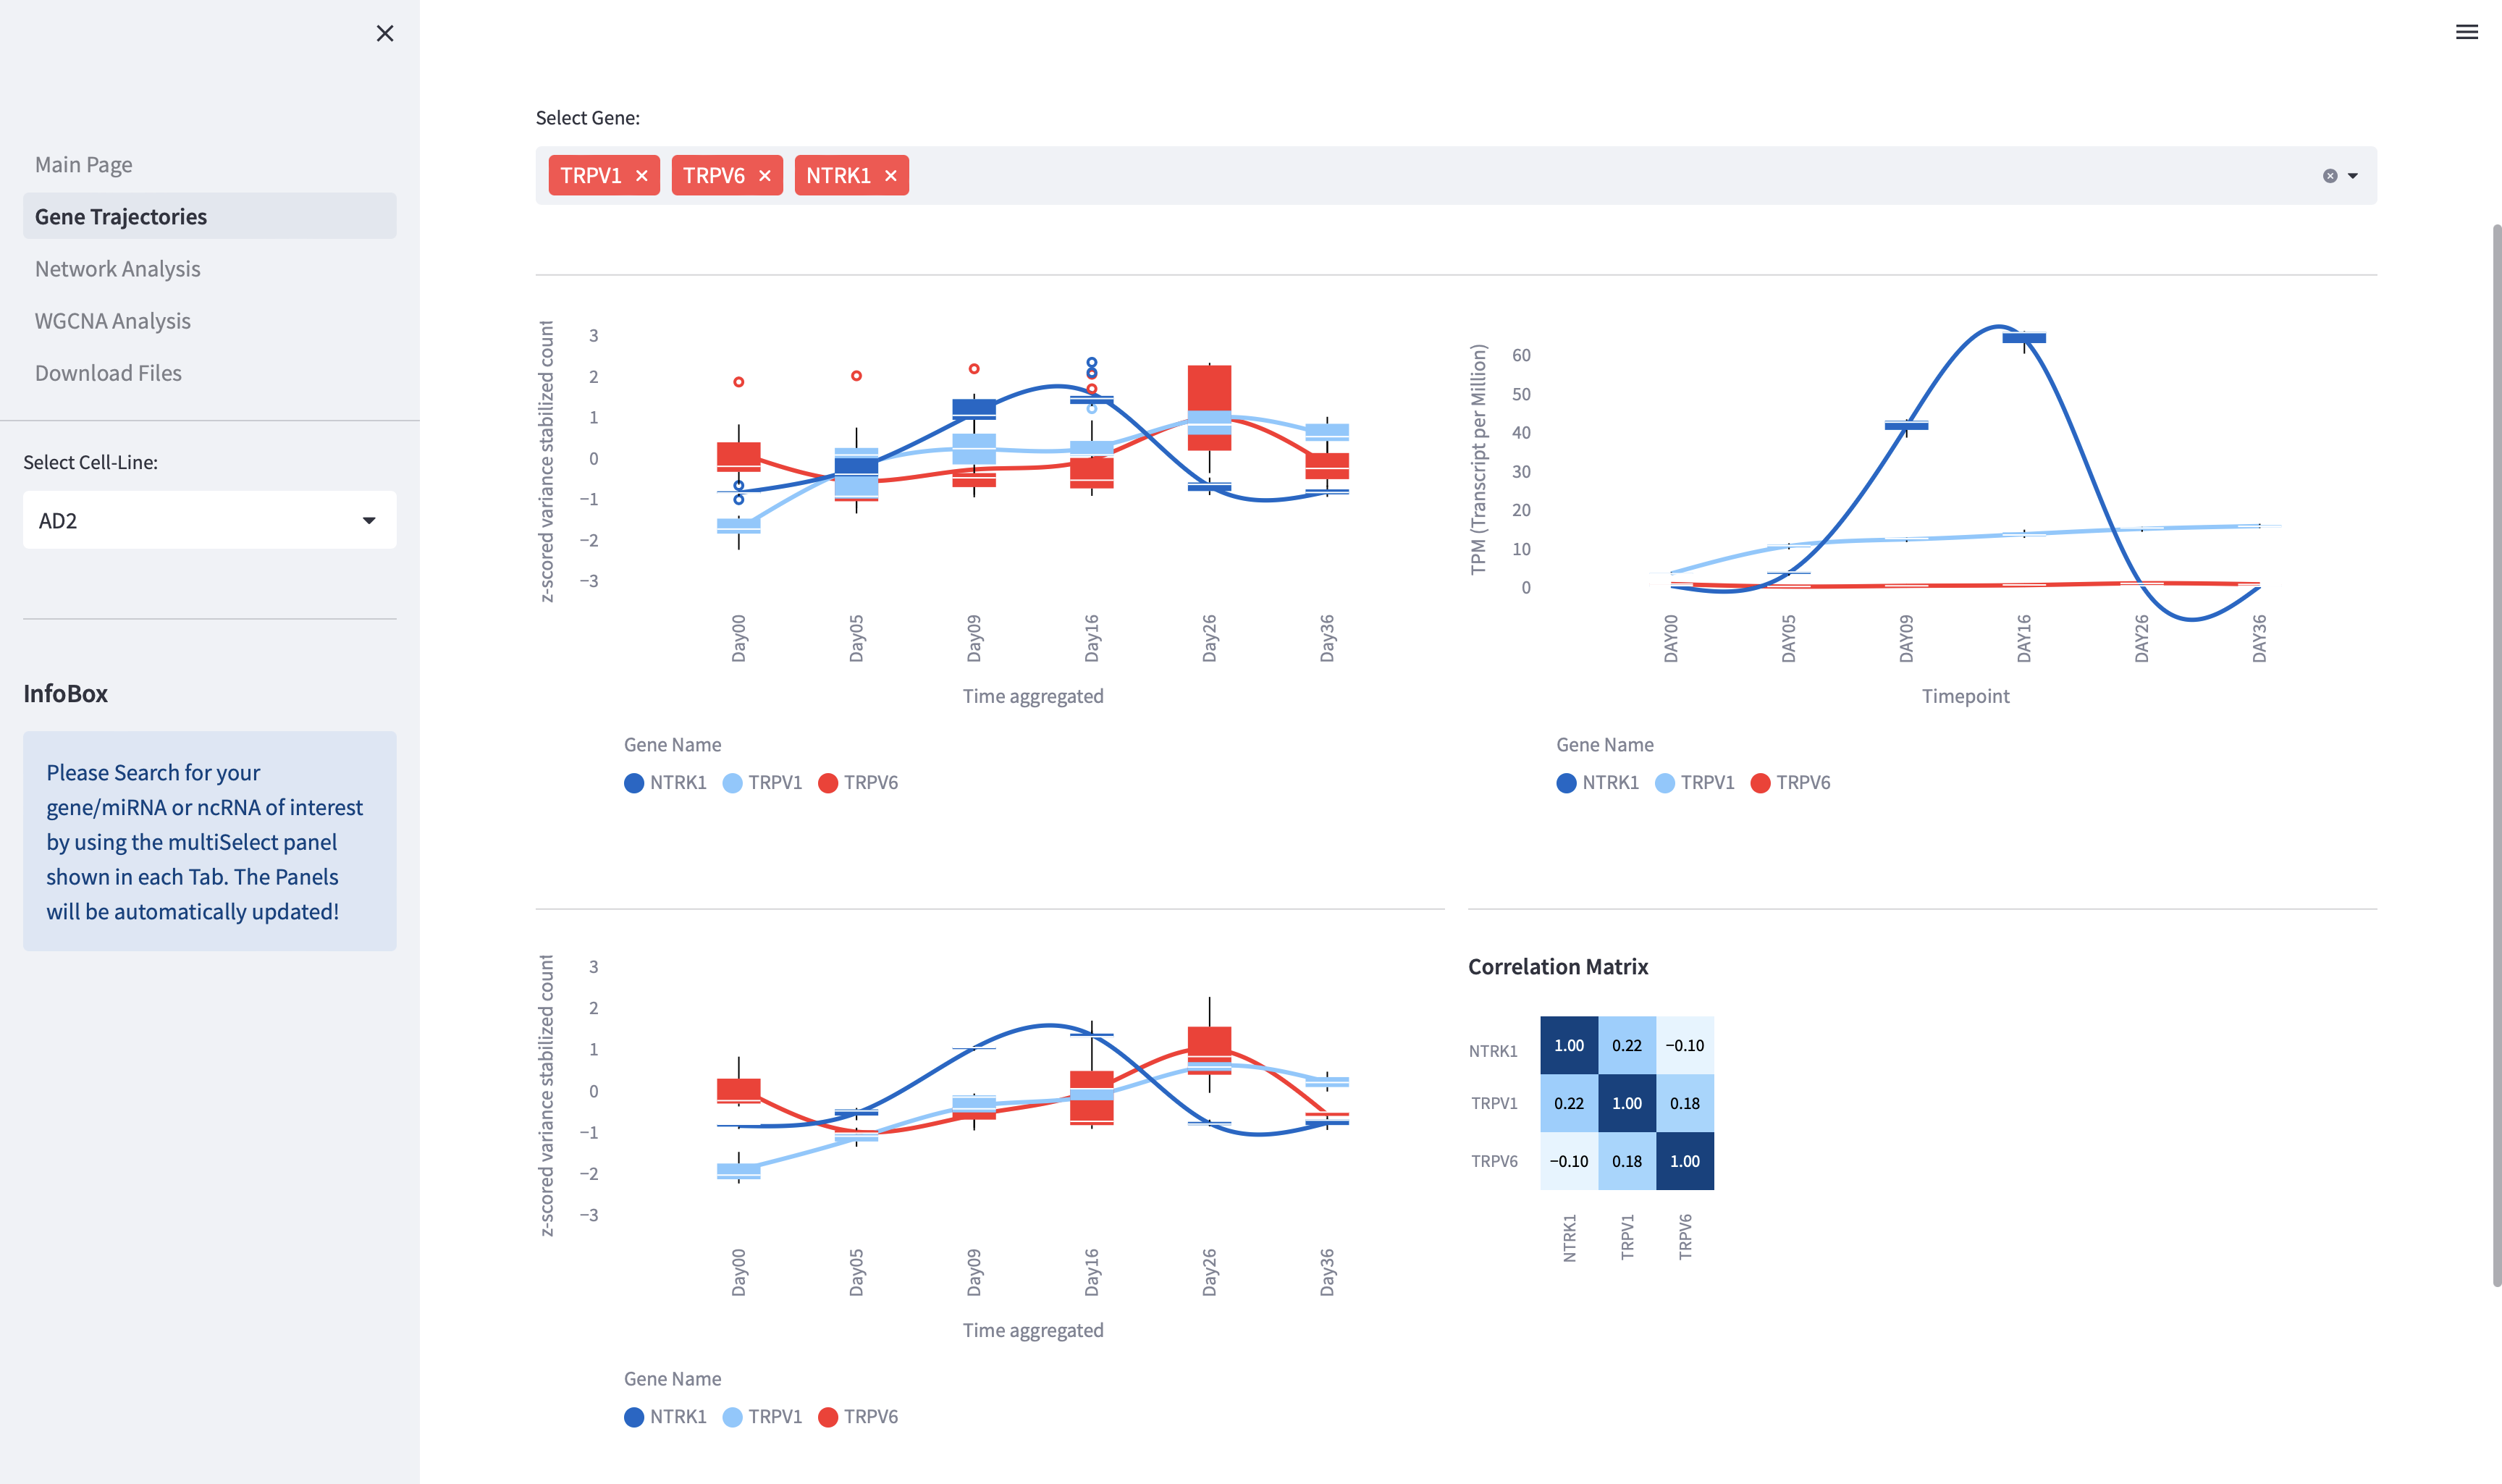 Main Page
Gene Trajectories
Network Analysis
WGCNA Analysis
Download Files
Select Cell-Line:
AD2
InfoBox
Please Search for your
gene/miRNA or ncRNA of interest
by using the multiSelect panel
shown in each Tab. The Panels
will be automatically updated!
Select Gene:
TRPV1 TRPV6 NTRK1
z-scored variance stabilized count
3
2
1
0
−1
−2
−3
Day00 Day05 Day09 Day16 Day26 Day36
Time aggregated
Gene Name
NTRK1 TRPV1 TRPV6
TPM (Transcript per Million)
60
50
40
30
20
10
0
DAY00 DAY05 DAY09 DAY16 DAY26 DAY36
Timepoint
Gene Name
NTRK1 TRPV1 TRPV6
z-scored variance stabilized count
3
2
1
0
−1
−2
−3
Day00 Day05 Day09 Day16 Day26 Day36
Time aggregated
Gene Name
NTRK1 TRPV1 TRPV6
Correlation Matrix
NTRK1 1.00 0.22 −0.10
TRPV1 0.22 1.00 0.18
TRPV6 −0.10 0.18 1.00
NTRK1 TRPV1 TRPV6